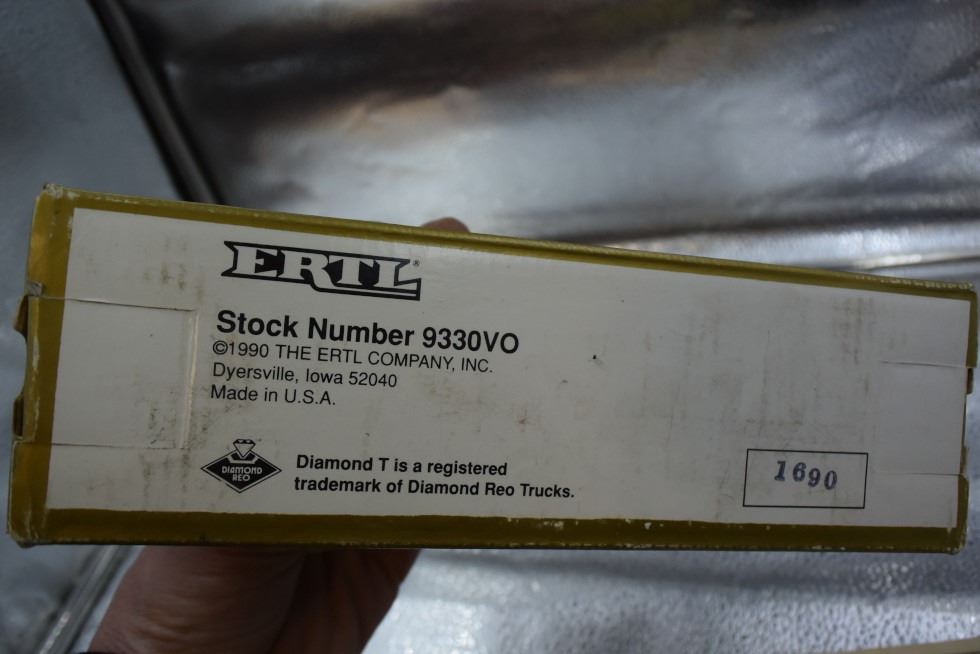 ERTL®
Stock Number 9330VO
©1990 THE ERTL COMPANY, INC.
Dyersville, Iowa 52040
Made in U.S.A.
DIAMOND
REO
Diamond T is a registered
trademark of Diamond Reo Trucks.
1690